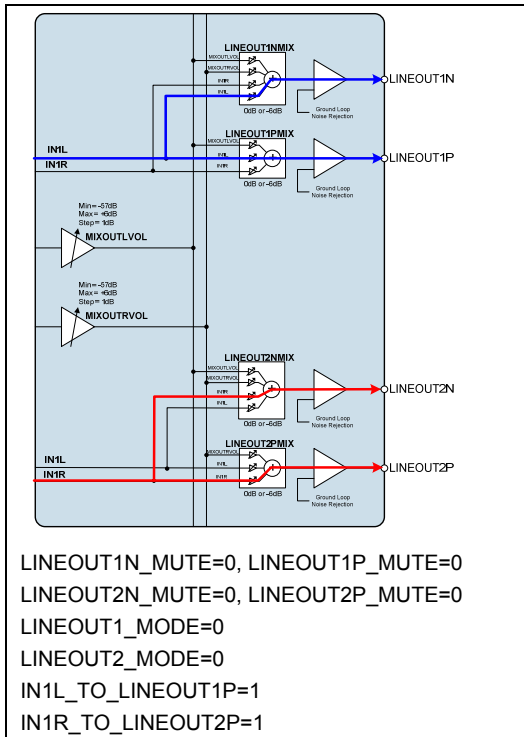 LINEOUT1NMIX
MIXOUTLVOL
MIXOUTRVOL
IN1R
IN1L
0dB or -6dB
LINEOUT1N
Ground Loop
Noise Rejection
LINEOUT1PMIX
MIXOUTLVOL
IN1L
IN1R
IN1L
IN1R
0dB or -6dB
LINEOUT1P
Ground Loop
Noise Rejection
Min = -57dB
Max = +6dB
Step = 1dB
MIXOUTLVOL
Min = -57dB
Max = +6dB
Step = 1dB
MIXOUTRVOL
LINEOUT2NMIX
MIXOUTLVOL
MIXOUTRVOL
IN1R
IN1L
0dB or -6dB
LINEOUT2N
Ground Loop
Noise Rejection
LINEOUT2PMIX
MIXOUTRVOL
IN1L
IN1R
IN1L
IN1R
0dB or -6dB
LINEOUT2P
Ground Loop
Noise Rejection
LINEOUT1N_MUTE=0, LINEOUT1P_MUTE=0
LINEOUT2N_MUTE=0, LINEOUT2P_MUTE=0
LINEOUT1_MODE=0
LINEOUT2_MODE=0
IN1L_TO_LINEOUT1P=1
IN1R_TO_LINEOUT2P=1